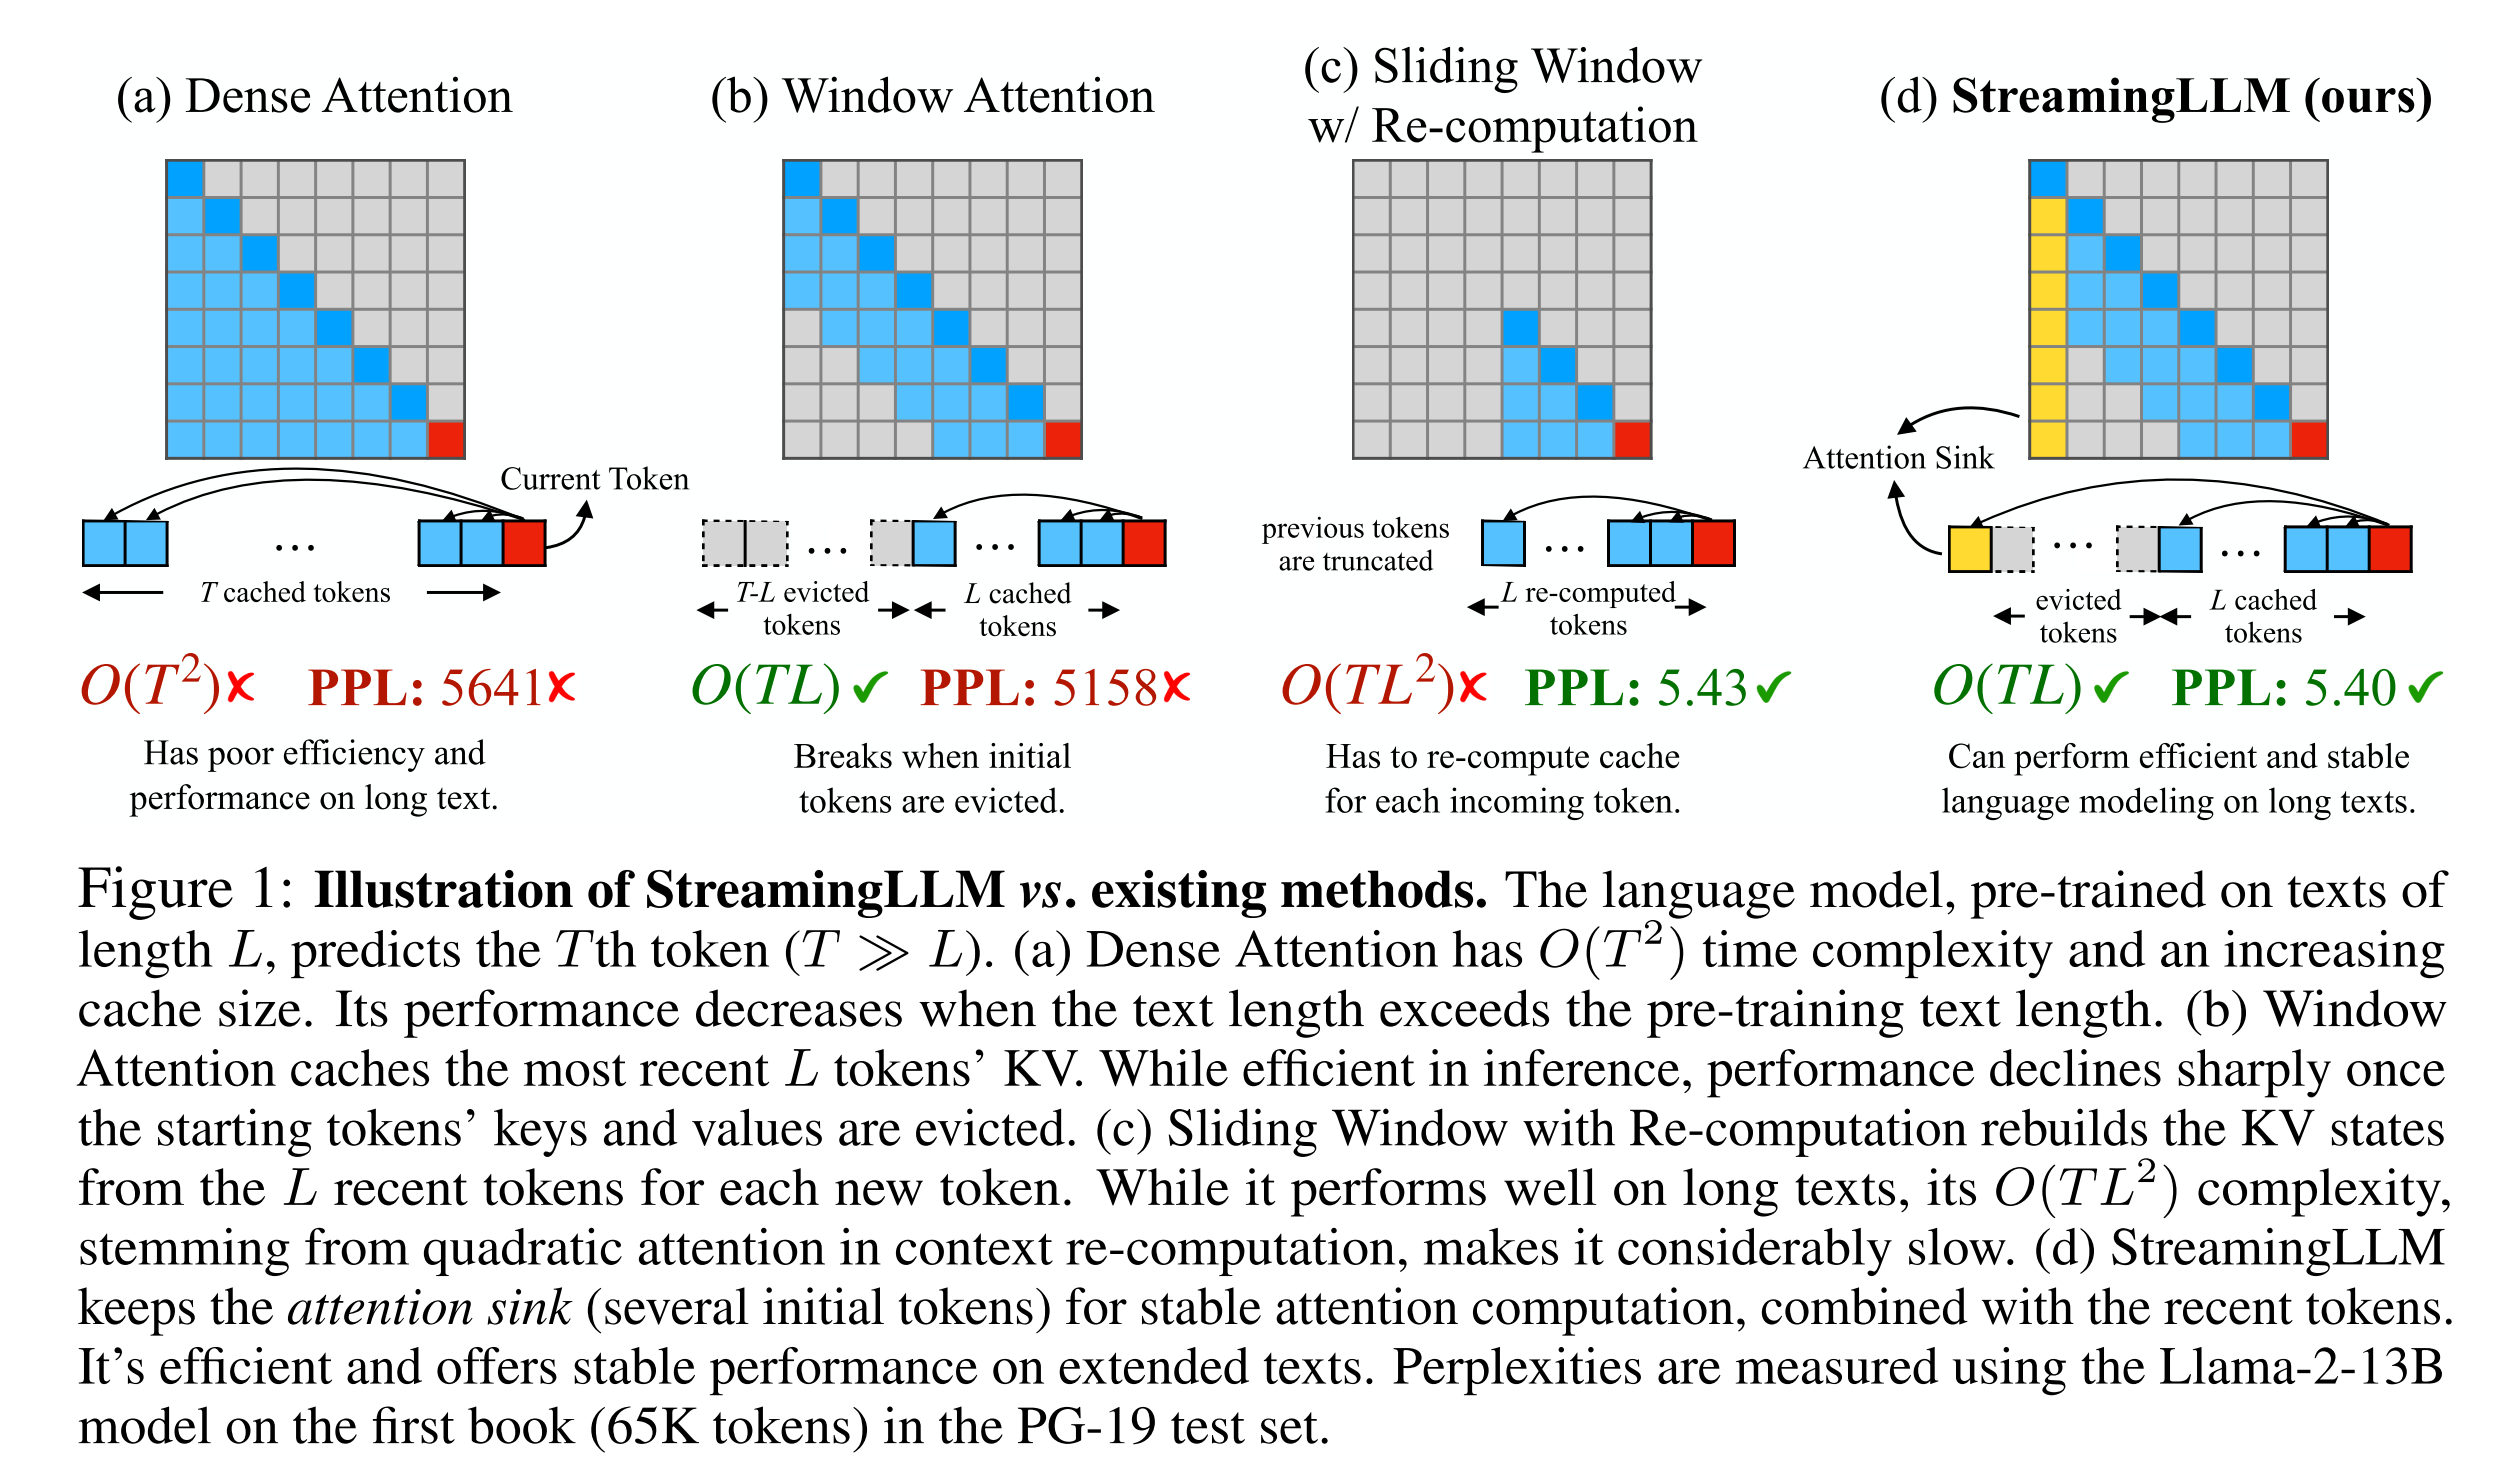 (a) Dense Attention
(b) Window Attention
(c) Sliding Window
w/ Re-computation
(d) StreamingLLM (ours)
Current Token
T cached tokens
T-L evicted
tokens
L cached
tokens
previous tokens
are truncated
L re-computed
tokens
Attention Sink
evicted
tokens
L cached
tokens
O(T²)✗ PPL: 5641✗
Has poor efficiency and
performance on long text.
O(TL)✓ PPL: 5158✗
Breaks when initial
tokens are evicted.
O(TL²)✗ PPL: 5.43✓
Has to re-compute cache
for each incoming token.
O(TL)✓ PPL: 5.40✓
Can perform efficient and stable
language modeling on long texts.
Figure 1: Illustration of StreamingLLM vs. existing methods. The language model, pre-trained on texts of
length L, predicts the Tth token (T ≫ L). (a) Dense Attention has O(T²) time complexity and an increasing
cache size. Its performance decreases when the text length exceeds the pre-training text length. (b) Window
Attention caches the most recent L tokens’ KV. While efficient in inference, performance declines sharply once
the starting tokens’ keys and values are evicted. (c) Sliding Window with Re-computation rebuilds the KV states
from the L recent tokens for each new token. While it performs well on long texts, its O(TL²) complexity,
stemming from quadratic attention in context re-computation, makes it considerably slow. (d) StreamingLLM
keeps the attention sink (several initial tokens) for stable attention computation, combined with the recent tokens.
It’s efficient and offers stable performance on extended texts. Perplexities are measured using the Llama-2-13B
model on the first book (65K tokens) in the PG-19 test set.